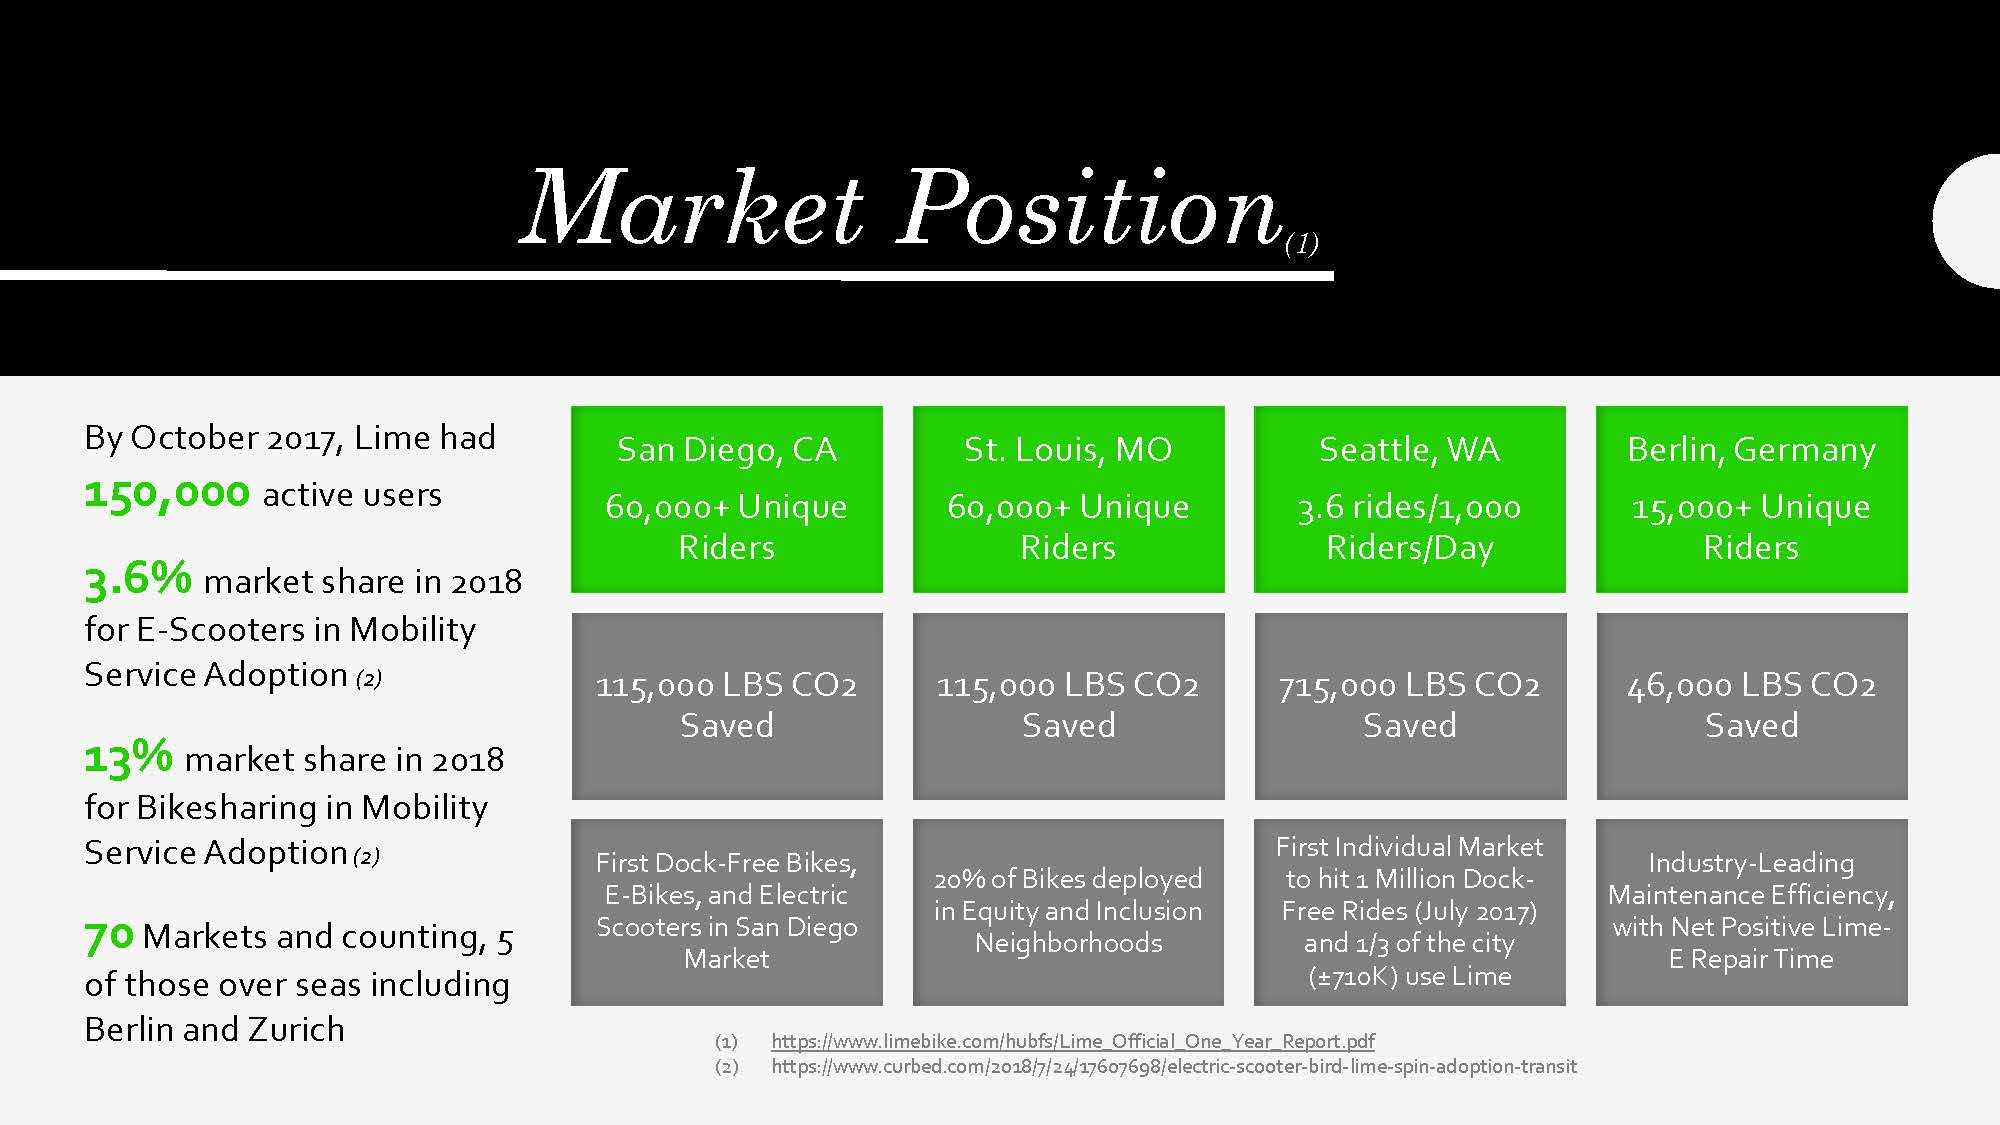 Market Position(1)
By October 2017, Lime had
150,000 active users
3.6% market share in 2018
for E-Scooters in Mobility
Service Adoption (2)
13% market share in 2018
for Bikesharing in Mobility
Service Adoption (2)
70 Markets and counting, 5
of those over seas including
Berlin and Zurich
San Diego, CA
60,000+ Unique
Riders
St. Louis, MO
60,000+ Unique
Riders
Seattle, WA
3.6 rides/1,000
Riders/Day
Berlin, Germany
15,000+ Unique
Riders
115,000 LBS CO2
Saved
115,000 LBS CO2
Saved
715,000 LBS CO2
Saved
46,000 LBS CO2
Saved
First Dock-Free Bikes,
E-Bikes, and Electric
Scooters in San Diego
Market
20% of Bikes deployed
in Equity and Inclusion
Neighborhoods
First Individual Market
to hit 1 Million Dock-
Free Rides (July 2017)
and 1/3 of the city
(±710K) use Lime
Industry-Leading
Maintenance Efficiency,
with Net Positive Lime-
E Repair Time
(1) https://www.limebike.com/hubfs/Lime_Official_One_Year_Report.pdf
(2) https://www.curbed.com/2018/7/24/17607698/electric-scooter-bird-lime-spin-adoption-transit